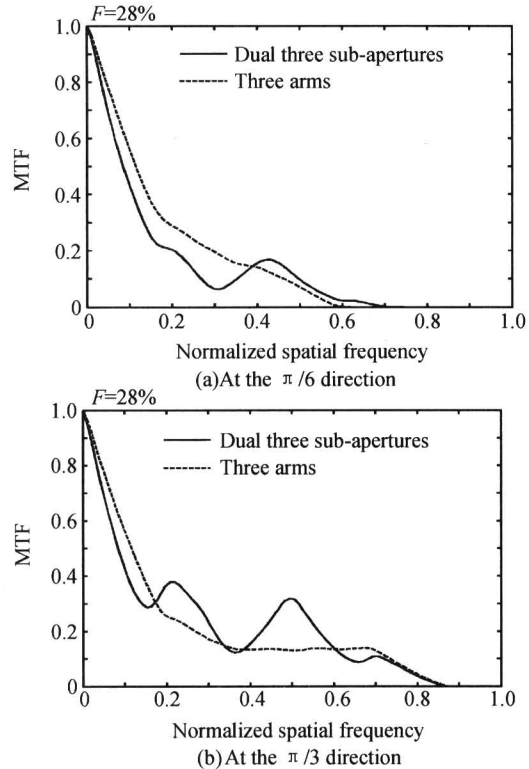 F=28%
Dual three sub-apertures
Three arms
MTF
1.0
0.8
0.6
0.4
0.2
0
0 0.2 0.4 0.6 0.8 1.0
Normalized spatial frequency
(a)At the π/6 direction
F=28%
Dual three sub-apertures
Three arms
MTF
1.0
0.8
0.6
0.4
0.2
0
0 0.2 0.4 0.6 0.8 1.0
Normalized spatial frequency
(b)At the π/3 direction